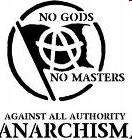 NO GODS
NO MASTERS
AGAINST ALL AUTHORITY
ANARCHISM